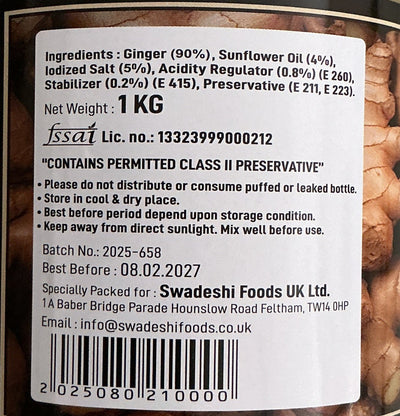 Ingredients : Ginger (90%), Sunflower Oil (4%),
Iodized Salt (5%), Acidity Regulator (0.8%) (E 260),
Stabilizer (0.2%) (E 415), Preservative (E 211, E 223).
Net Weight : 1 KG
fssai Lic. no.: 13323999000212
"CONTAINS PERMITTED CLASS II PRESERVATIVE"
• Please do not distribute or consume puffed or leaked bottle.
• Store in cool & dry place.
• Best before period depend upon storage condition.
• Keep away from direct sunlight. Mix well before use.
Batch No.: 2025-658
Best Before : 08.02.2027
Specially Packed for : Swadeshi Foods UK Ltd.
1 A Baber Bridge Parade Hounslow Road Feltham, TW14 0HP
Email : info@swadeshifoods.co.uk
2 025080 210000